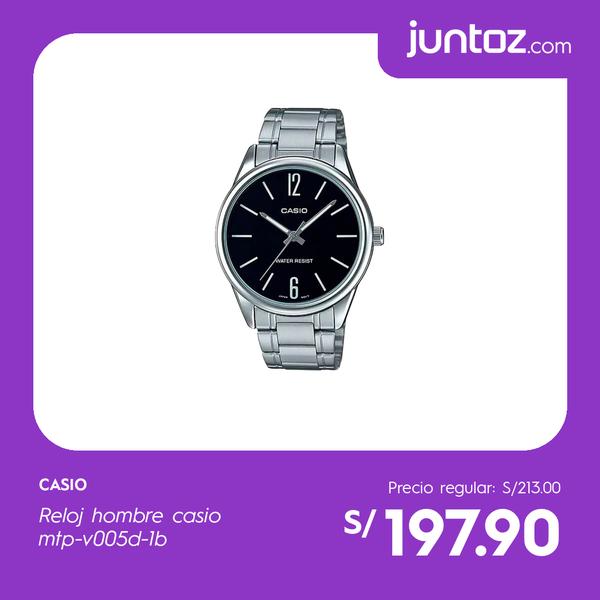 juntoz.com
12
CASIO
WATER RESIST
6
CASIO
Reloj hombre casio
mtp-v005d-1b
Precio regular: S/213.00
S/197.90